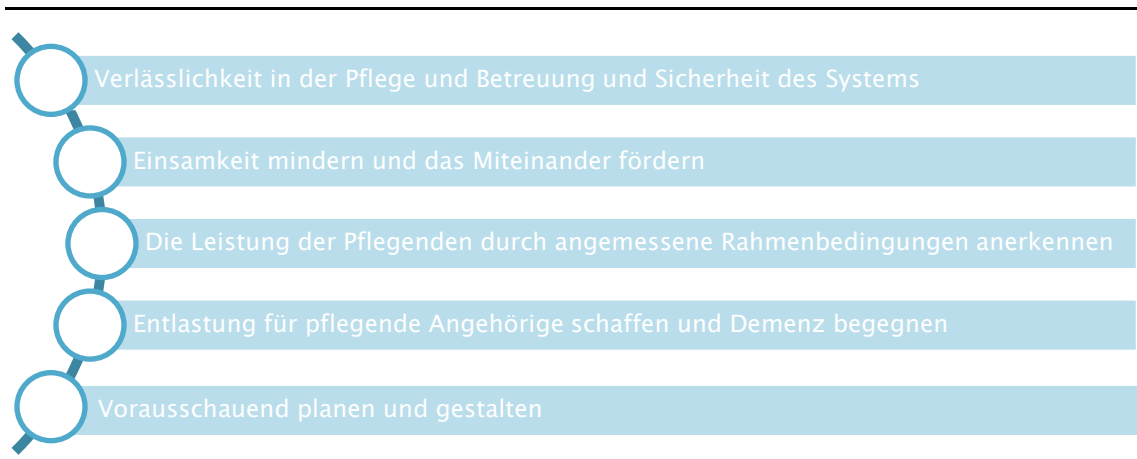 Verlässlichkeit in der Pflege und Betreuung und Sicherheit des Systems
Einsamkeit mindern und das Miteinander fördern
Die Leistung der Pflegenden durch angemessene Rahmenbedingungen anerkennen
Entlastung für pflegende Angehörige schaffen und Demenz begegnen
Vorausschauend planen und gestalten